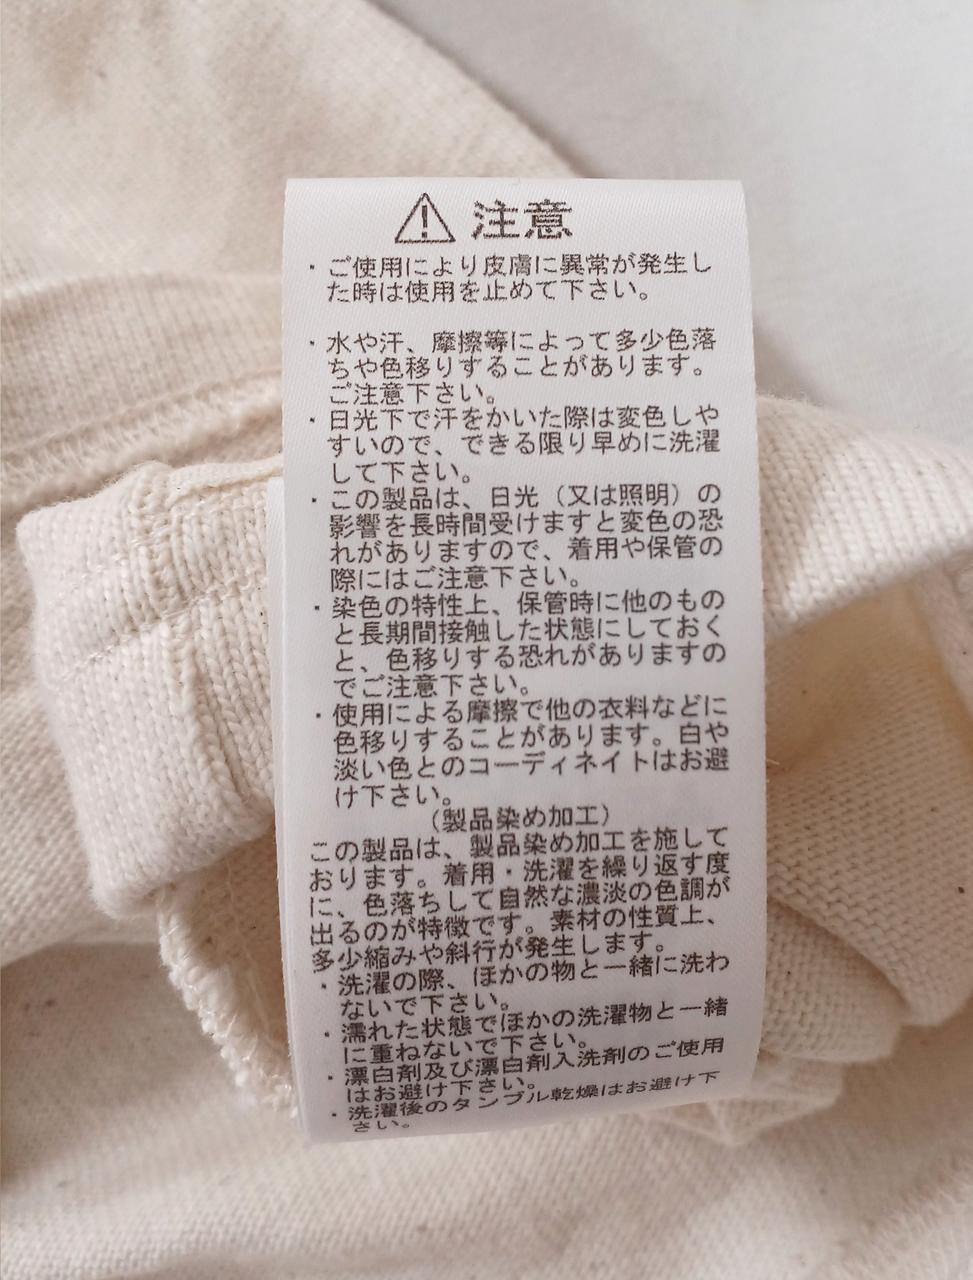 注意
・ご使用により皮膚に異常が発生し
た時は使用を止めて下さい。
・水や汗、摩擦等によって多少色落
ちや色移りすることがあります。
ご注意下さい。
・日光下で汗をかいた際は変色しや
すいので、できる限り早めに洗濯
して下さい。
・この製品は、日光（又は照明）の
影響を長時間受けますと変色の恐
れがありますので、着用や保管の
際にはご注意下さい。
・染色の特性上、保管時に他のもの
と長期間接触した状態にしておく
と、色移りする恐れがありますの
でご注意下さい。
・使用による摩擦で他の衣料などに
色移りすることがあります。白や
淡い色とのコーディネイトはお避
け下さい。
（製品染め加工）
この製品は、製品染め加工を施して
おります。着用・洗濯を繰り返す度
に、色落ちして自然な濃淡の色調が
出るのが特徴です。素材の性質上、
多少縮みや斜行が発生します。
・洗濯の際、ほかの物と一緒に洗わ
ないで下さい。
・濡れた状態でほかの洗濯物と一緒
に重ねないで下さい。
・漂白剤及び漂白剤入洗剤のご使用
はお避け下さい。
・洗濯後のタンブル乾燥はお避け下
さい。